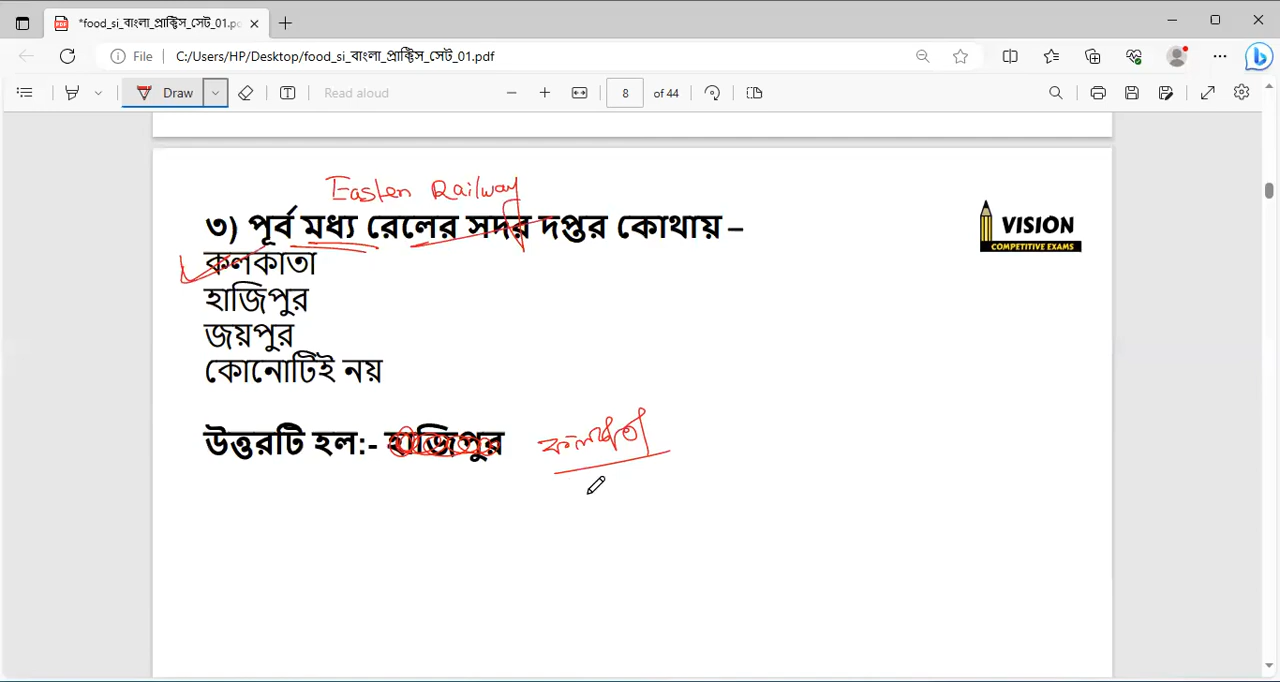 *food_si_বাংলা_প্রাক্টিস_সেট_01.pd
File C:/Users/HP/Desktop/food_si_বাংলা_প্রাক্টিস_সেট_01.pdf
Draw Read aloud 8 of 44
Easten Railway
৩) পূর্ব মধ্য রেলের সদর দপ্তর কোথায় –
VISION
COMPETITIVE EXAMS
কলকাতা
হাজিপুর
জয়পুর
কোনোটিই নয়
উত্তরটি হল:- হাজিপুর কলকাতা